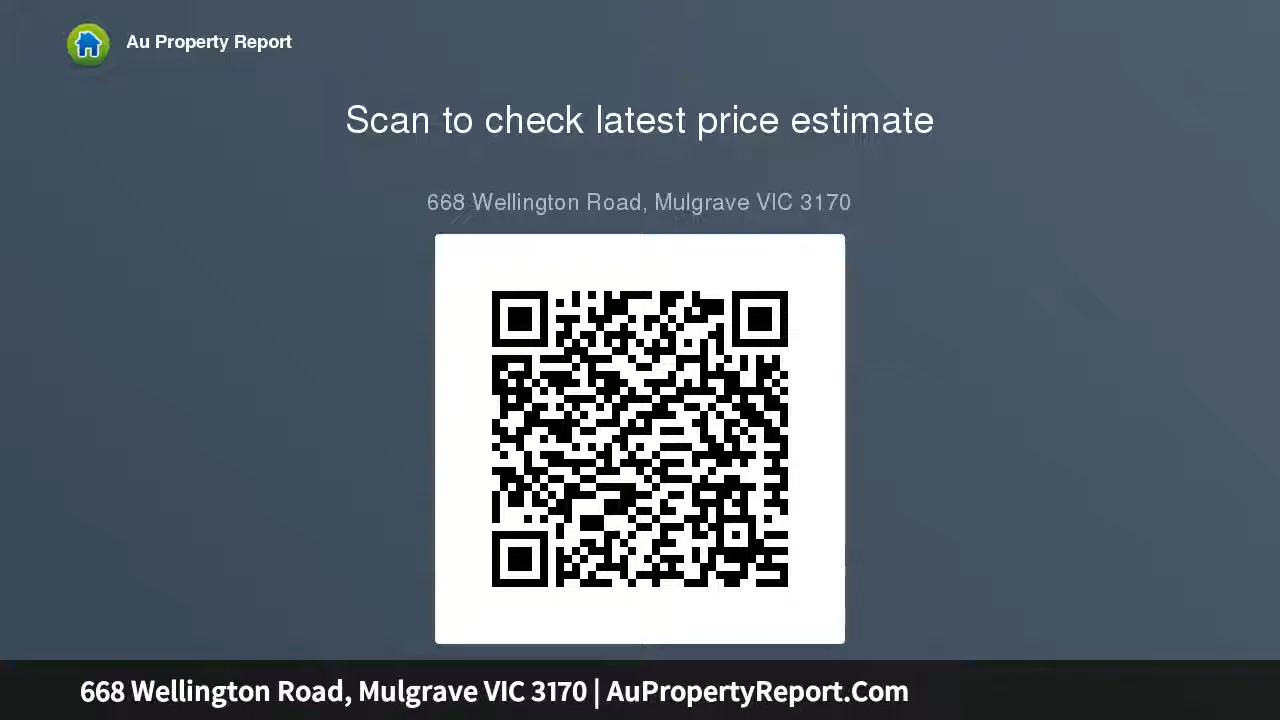 Au Property Report
Scan to check latest price estimate
668 Wellington Road, Mulgrave VIC 3170
668 Wellington Road, Mulgrave VIC 3170 | AuPropertyReport.Com